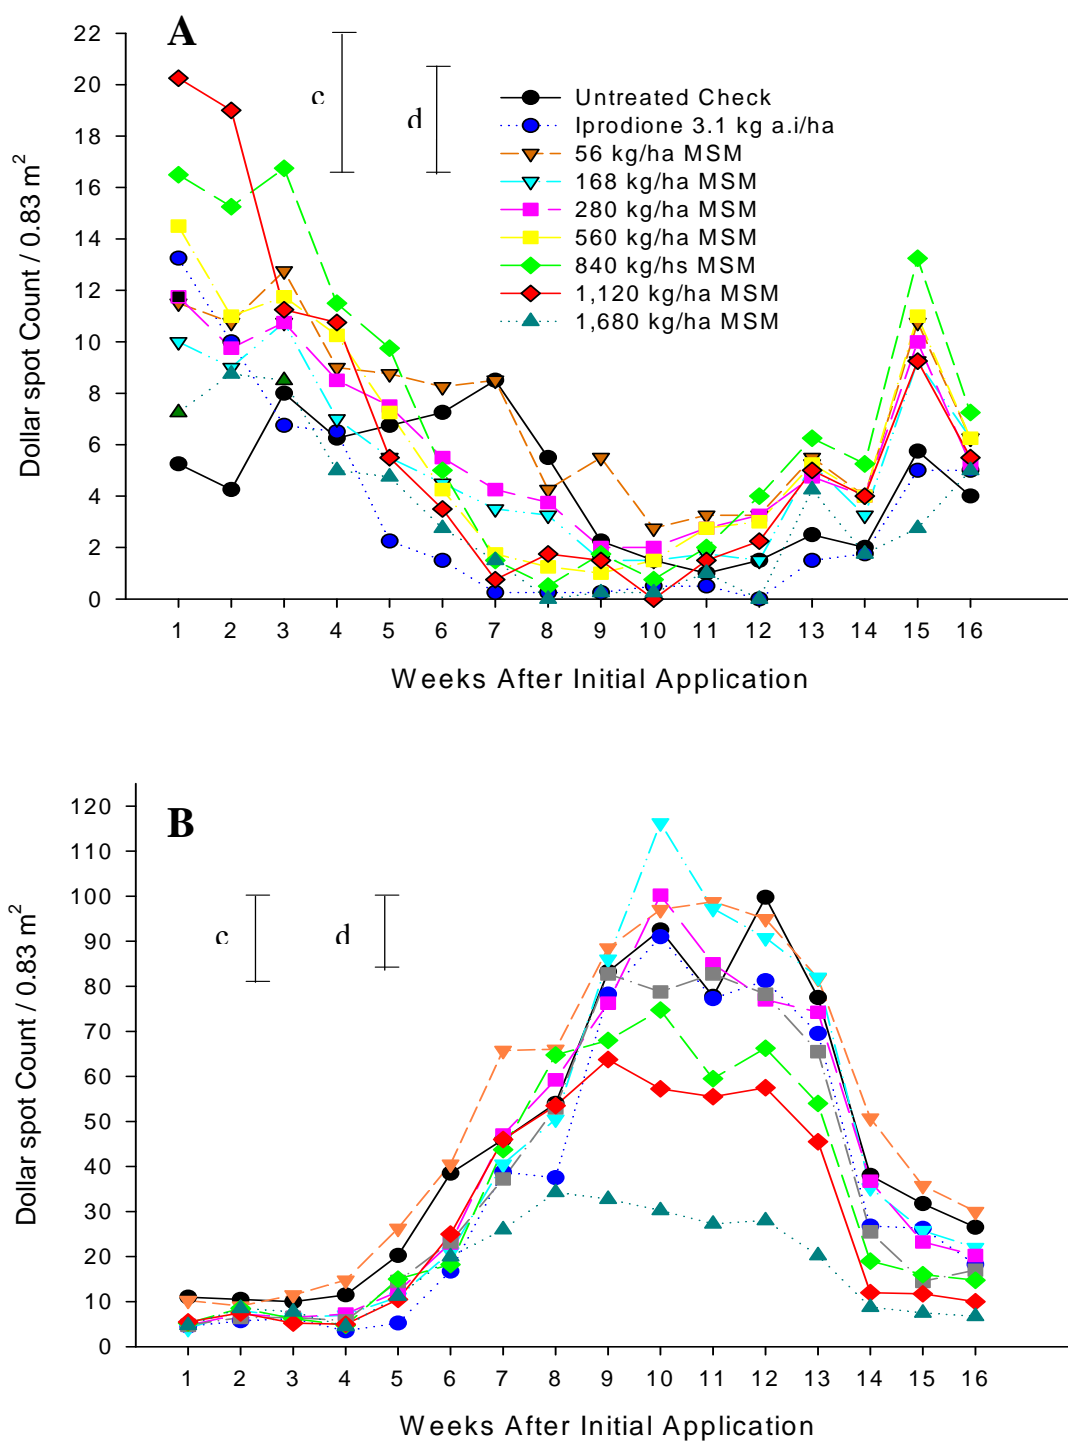 A
22
20
18
16
14
12
10
8
6
4
2
0
Dollar spot Count / 0.83 m²
c
d
Untreated Check
Iprodione 3.1 kg a.i/ha
56 kg/ha MSM
168 kg/ha MSM
280 kg/ha MSM
560 kg/ha MSM
840 kg/hs MSM
1,120 kg/ha MSM
1,680 kg/ha MSM
1 2 3 4 5 6 7 8 9 10 11 12 13 14 15 16
Weeks After Initial Application
B
120
110
100
90
80
70
60
50
40
30
20
10
0
Dollar spot Count / 0.83 m²
c
d
1 2 3 4 5 6 7 8 9 10 11 12 13 14 15 16
Weeks After Initial Application